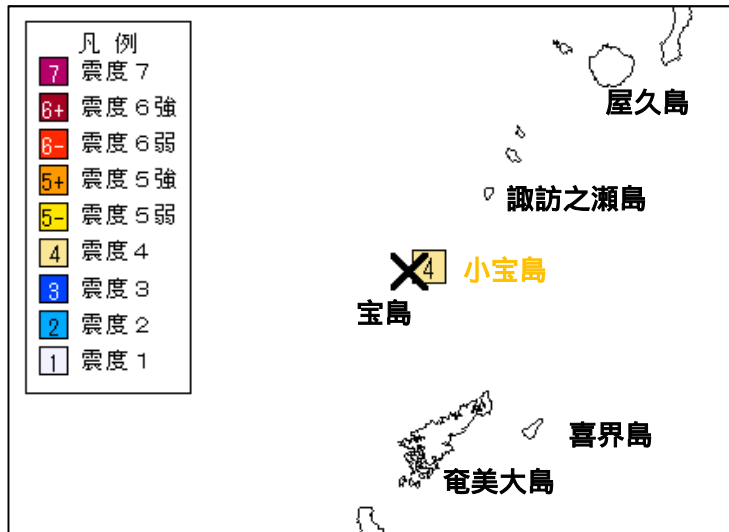 凡 例
7 震度７
6+ 震度６強
6- 震度６弱
5+ 震度５強
5- 震度５弱
4 震度４
3 震度３
2 震度２
1 震度１
屋久島
諏訪之瀬島
4 小宝島
宝島
喜界島
奄美大島